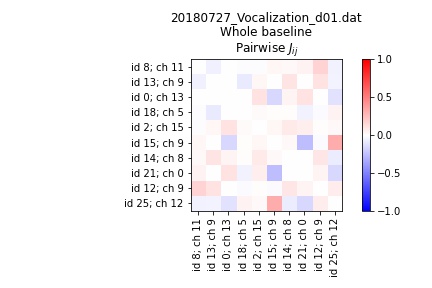 20180727_Vocalization_d01.dat
Whole baseline
Pairwise J_ij
id 8; ch 11
id 13; ch 9
id 0; ch 13
id 18; ch 5
id 2; ch 15
id 15; ch 9
id 14; ch 8
id 21; ch 0
id 12; ch 9
id 25; ch 12
1.0
0.5
0.0
−0.5
−1.0
id 8; ch 11
id 13; ch 9
id 0; ch 13
id 18; ch 5
id 2; ch 15
id 15; ch 9
id 14; ch 8
id 21; ch 0
id 12; ch 9
id 25; ch 12